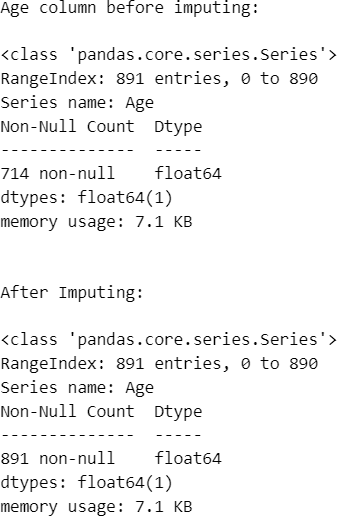 Age column before imputing:

<class 'pandas.core.series.Series'>
RangeIndex: 891 entries, 0 to 890
Series name: Age
Non-Null Count  Dtype
--------------  -----
714 non-null    float64
dtypes: float64(1)
memory usage: 7.1 KB


After Imputing:

<class 'pandas.core.series.Series'>
RangeIndex: 891 entries, 0 to 890
Series name: Age
Non-Null Count  Dtype
--------------  -----
891 non-null    float64
dtypes: float64(1)
memory usage: 7.1 KB